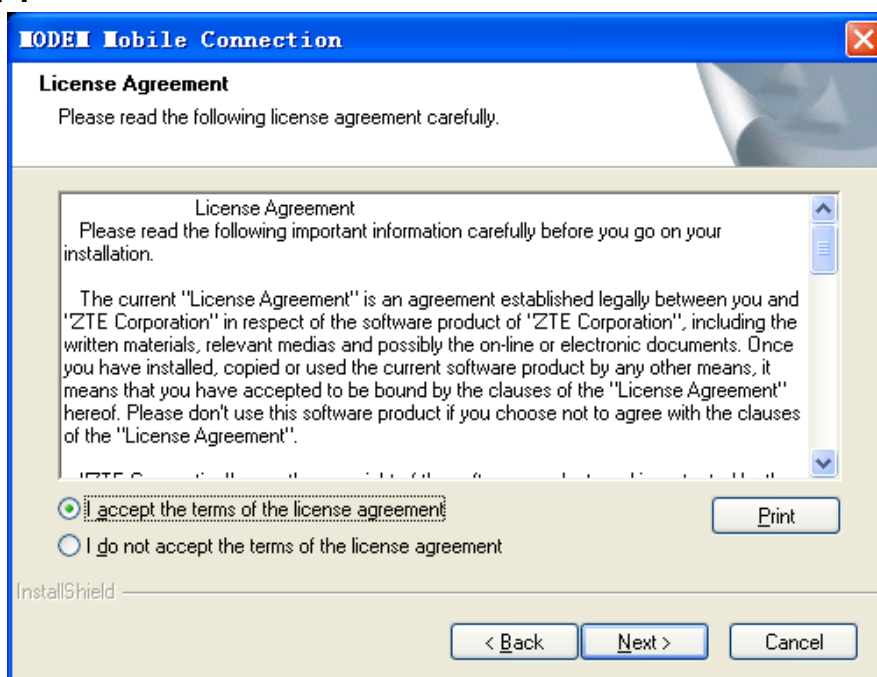 MODEM Mobile Connection
License Agreement
Please read the following license agreement carefully.
License Agreement
Please read the following important information carefully before you go on your
installation.
The current "License Agreement" is an agreement established legally between you and
"ZTE Corporation" in respect of the software product of "ZTE Corporation", including the
written materials, relevant medias and possibly the on-line or electronic documents. Once
you have installed, copied or used the current software product by any other means, it
means that you have accepted to be bound by the clauses of the "License Agreement"
hereof. Please don't use this software product if you choose not to agree with the clauses
of the "License Agreement".
I accept the terms of the license agreement
Print
I do not accept the terms of the license agreement
InstallShield
< Back
Next >
Cancel